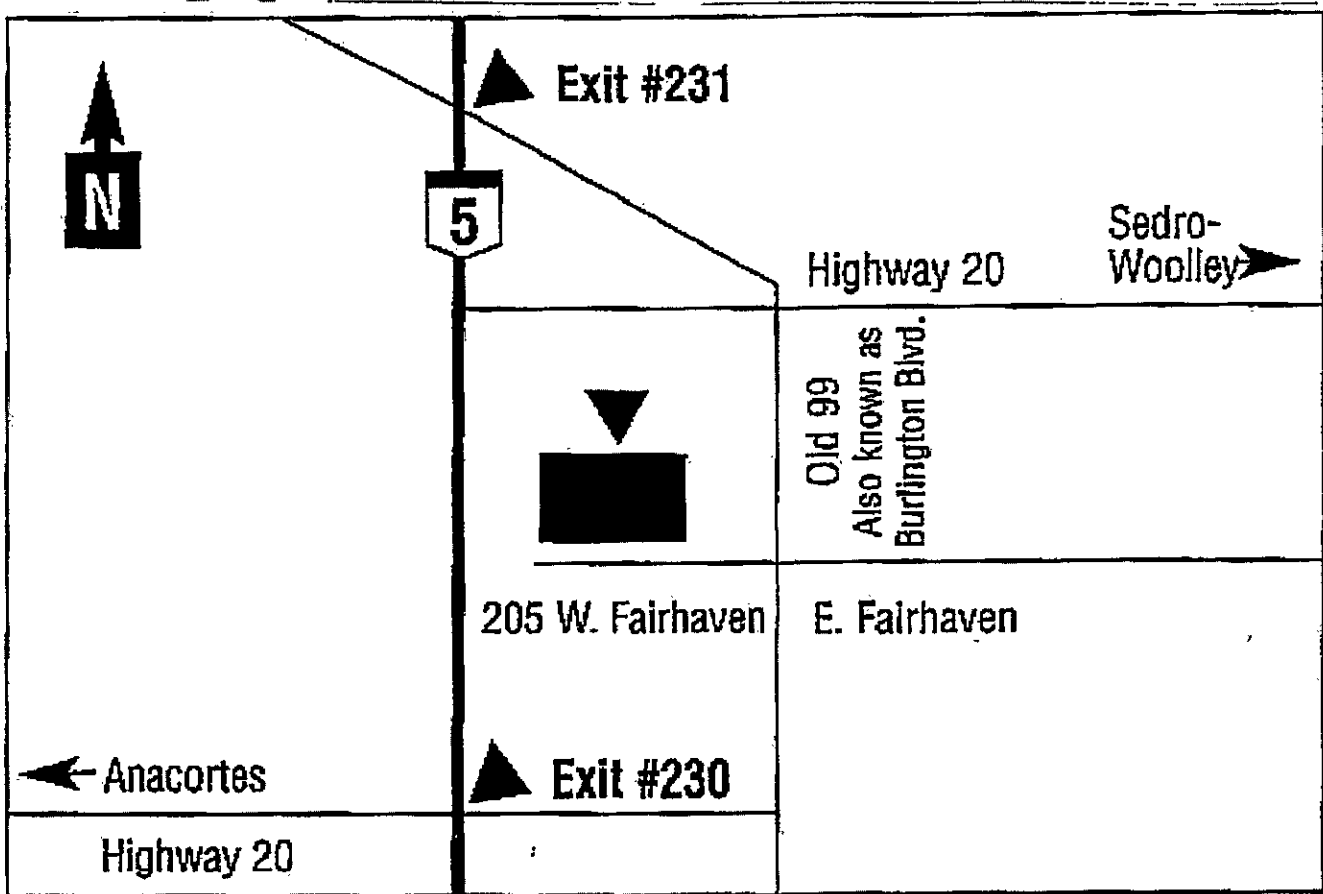 Exit #231
N
5
Sedro-
Woolley
Highway 20
Old 99
Also known as
Burlington Blvd.
205 W. Fairhaven
E. Fairhaven
Anacortes
Exit #230
Highway 20